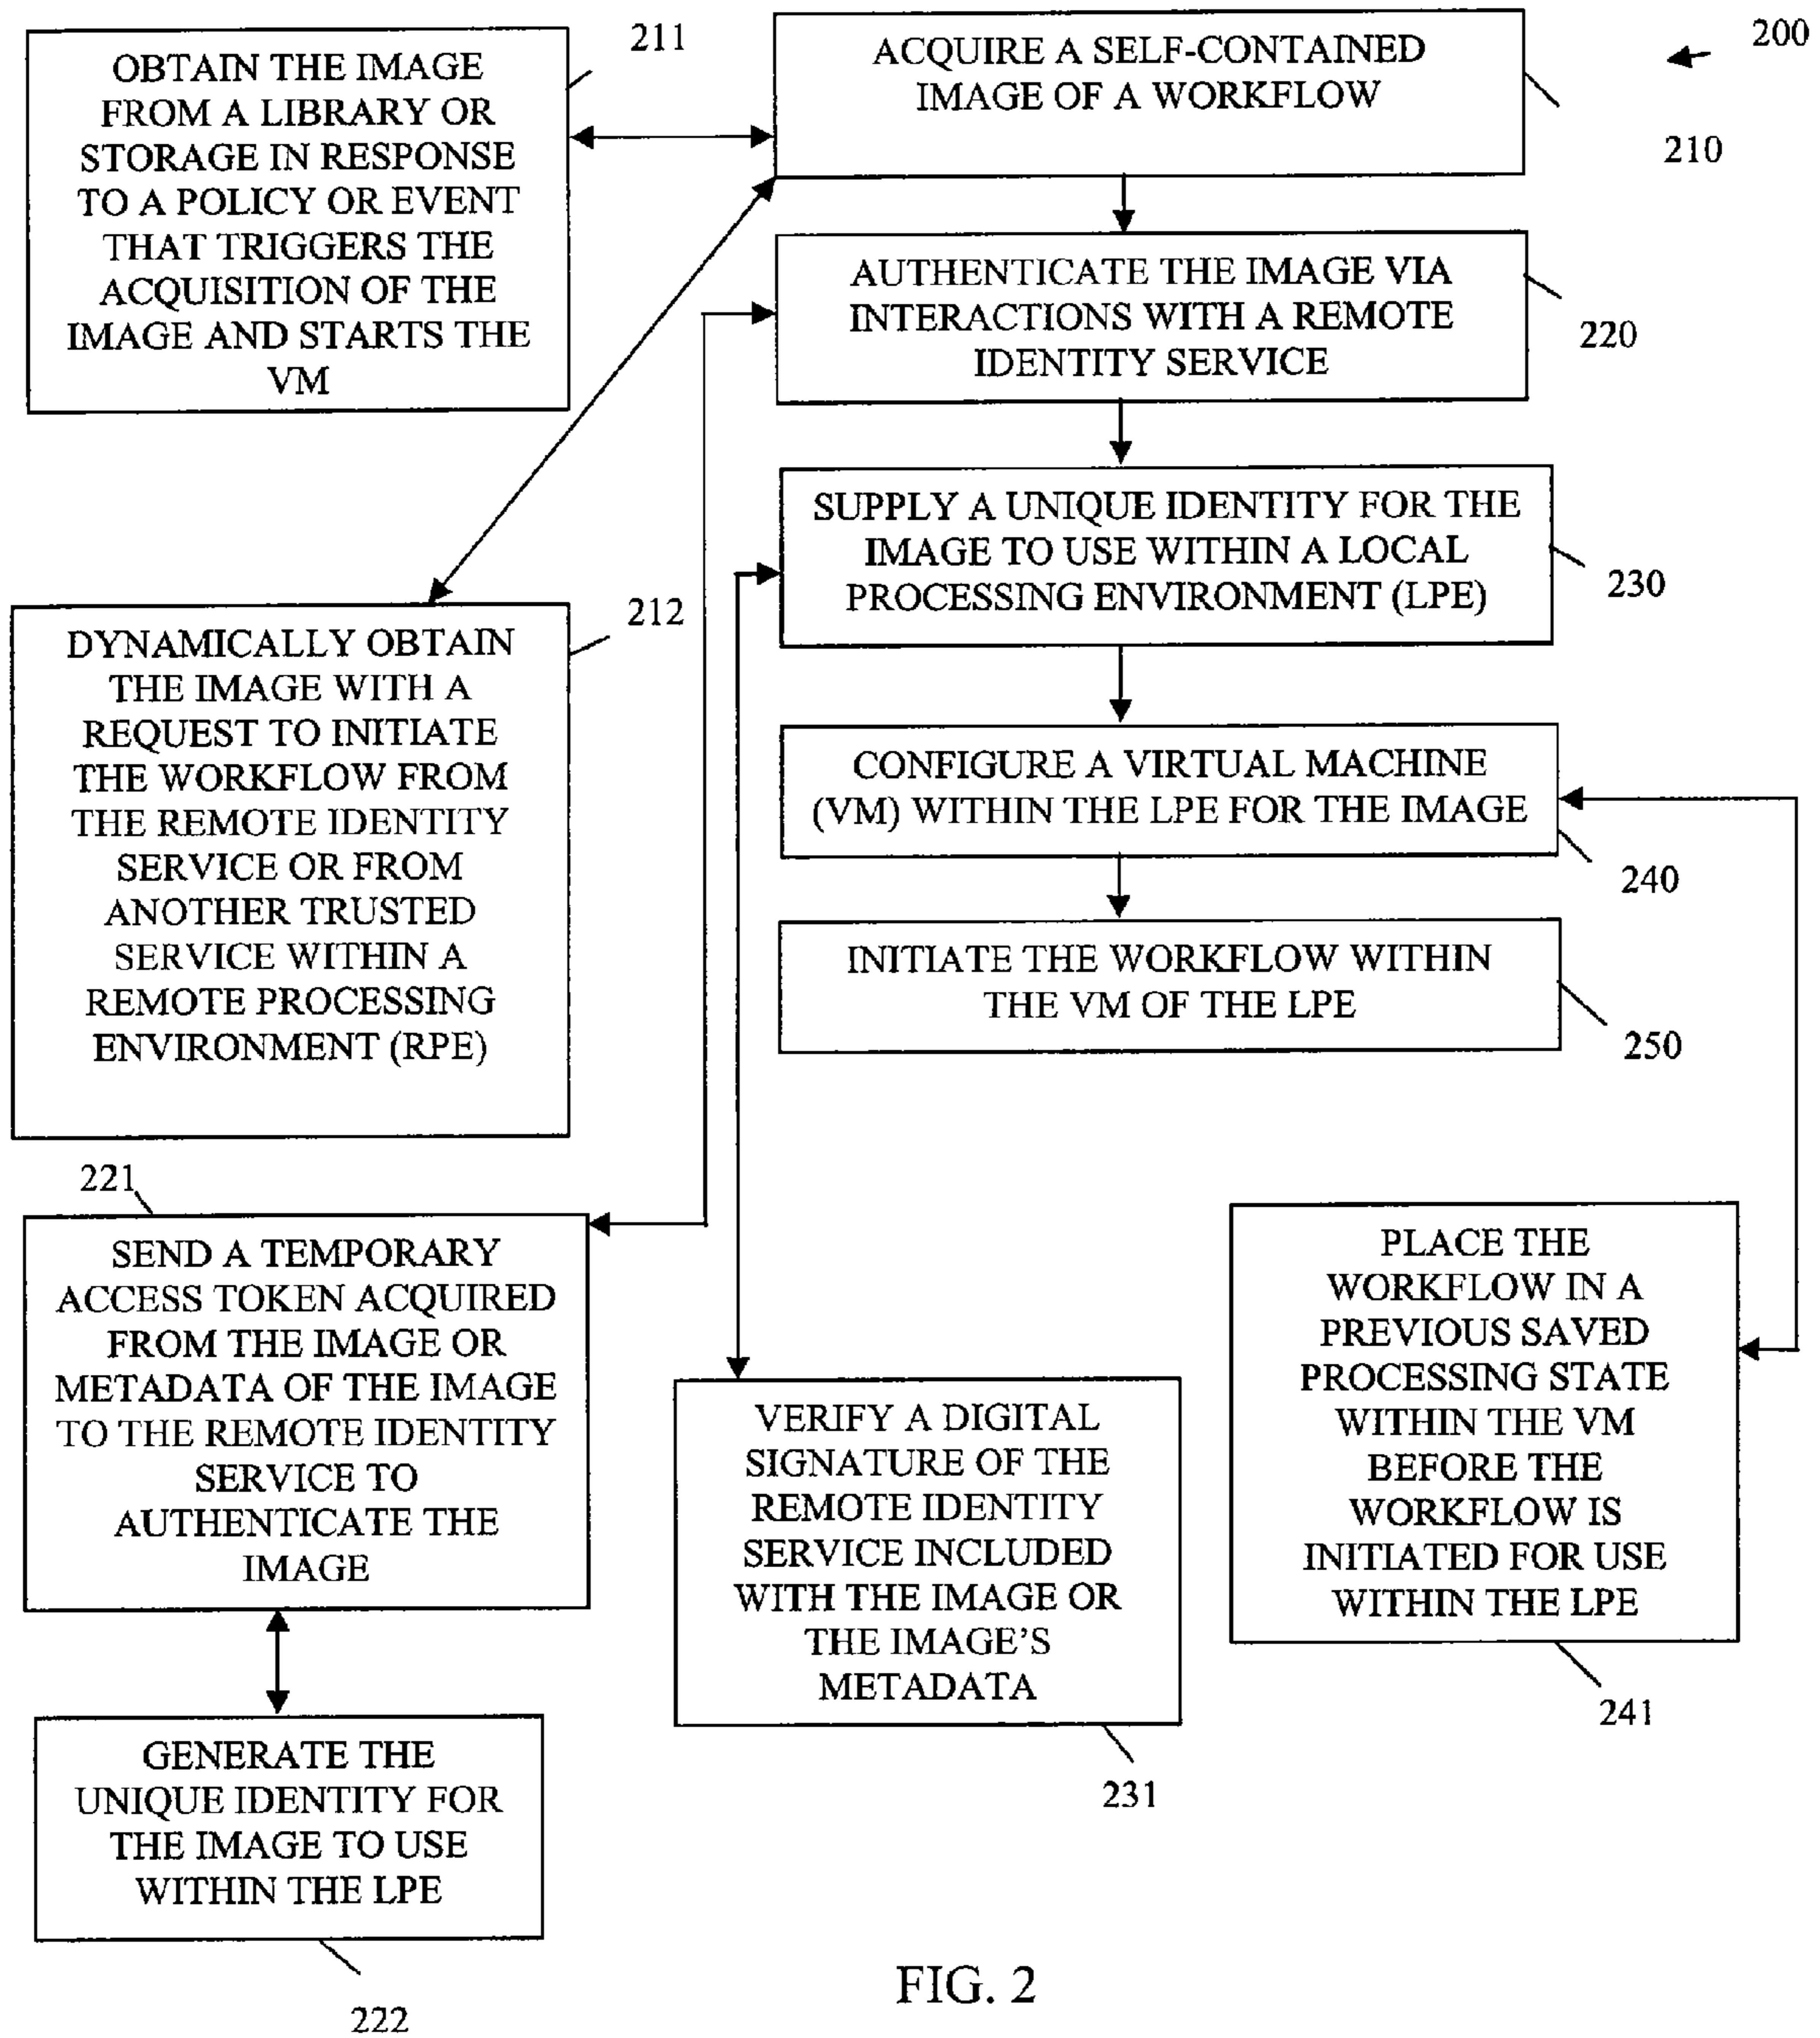 200
ACQUIRE A SELF-CONTAINED
IMAGE OF A WORKFLOW
210
211
OBTAIN THE IMAGE
FROM A LIBRARY OR
STORAGE IN RESPONSE
TO A POLICY OR EVENT
THAT TRIGGERS THE
ACQUISITION OF THE
IMAGE AND STARTS THE
VM
AUTHENTICATE THE IMAGE VIA
INTERACTIONS WITH A REMOTE
IDENTITY SERVICE
220
SUPPLY A UNIQUE IDENTITY FOR THE
IMAGE TO USE WITHIN A LOCAL
PROCESSING ENVIRONMENT (LPE)
230
212
DYNAMICALLY OBTAIN
THE IMAGE WITH A
REQUEST TO INITIATE
THE WORKFLOW FROM
THE REMOTE IDENTITY
SERVICE OR FROM
ANOTHER TRUSTED
SERVICE WITHIN A
REMOTE PROCESSING
ENVIRONMENT (RPE)
CONFIGURE A VIRTUAL MACHINE
(VM) WITHIN THE LPE FOR THE IMAGE
240
INITIATE THE WORKFLOW WITHIN
THE VM OF THE LPE
250
221
SEND A TEMPORARY
ACCESS TOKEN ACQUIRED
FROM THE IMAGE OR
METADATA OF THE IMAGE
TO THE REMOTE IDENTITY
SERVICE TO
AUTHENTICATE THE
IMAGE
VERIFY A DIGITAL
SIGNATURE OF THE
REMOTE IDENTITY
SERVICE INCLUDED
WITH THE IMAGE OR
THE IMAGE'S
METADATA
231
PLACE THE
WORKFLOW IN A
PREVIOUS SAVED
PROCESSING STATE
WITHIN THE VM
BEFORE THE
WORKFLOW IS
INITIATED FOR USE
WITHIN THE LPE
241
GENERATE THE
UNIQUE IDENTITY FOR
THE IMAGE TO USE
WITHIN THE LPE
222
FIG. 2